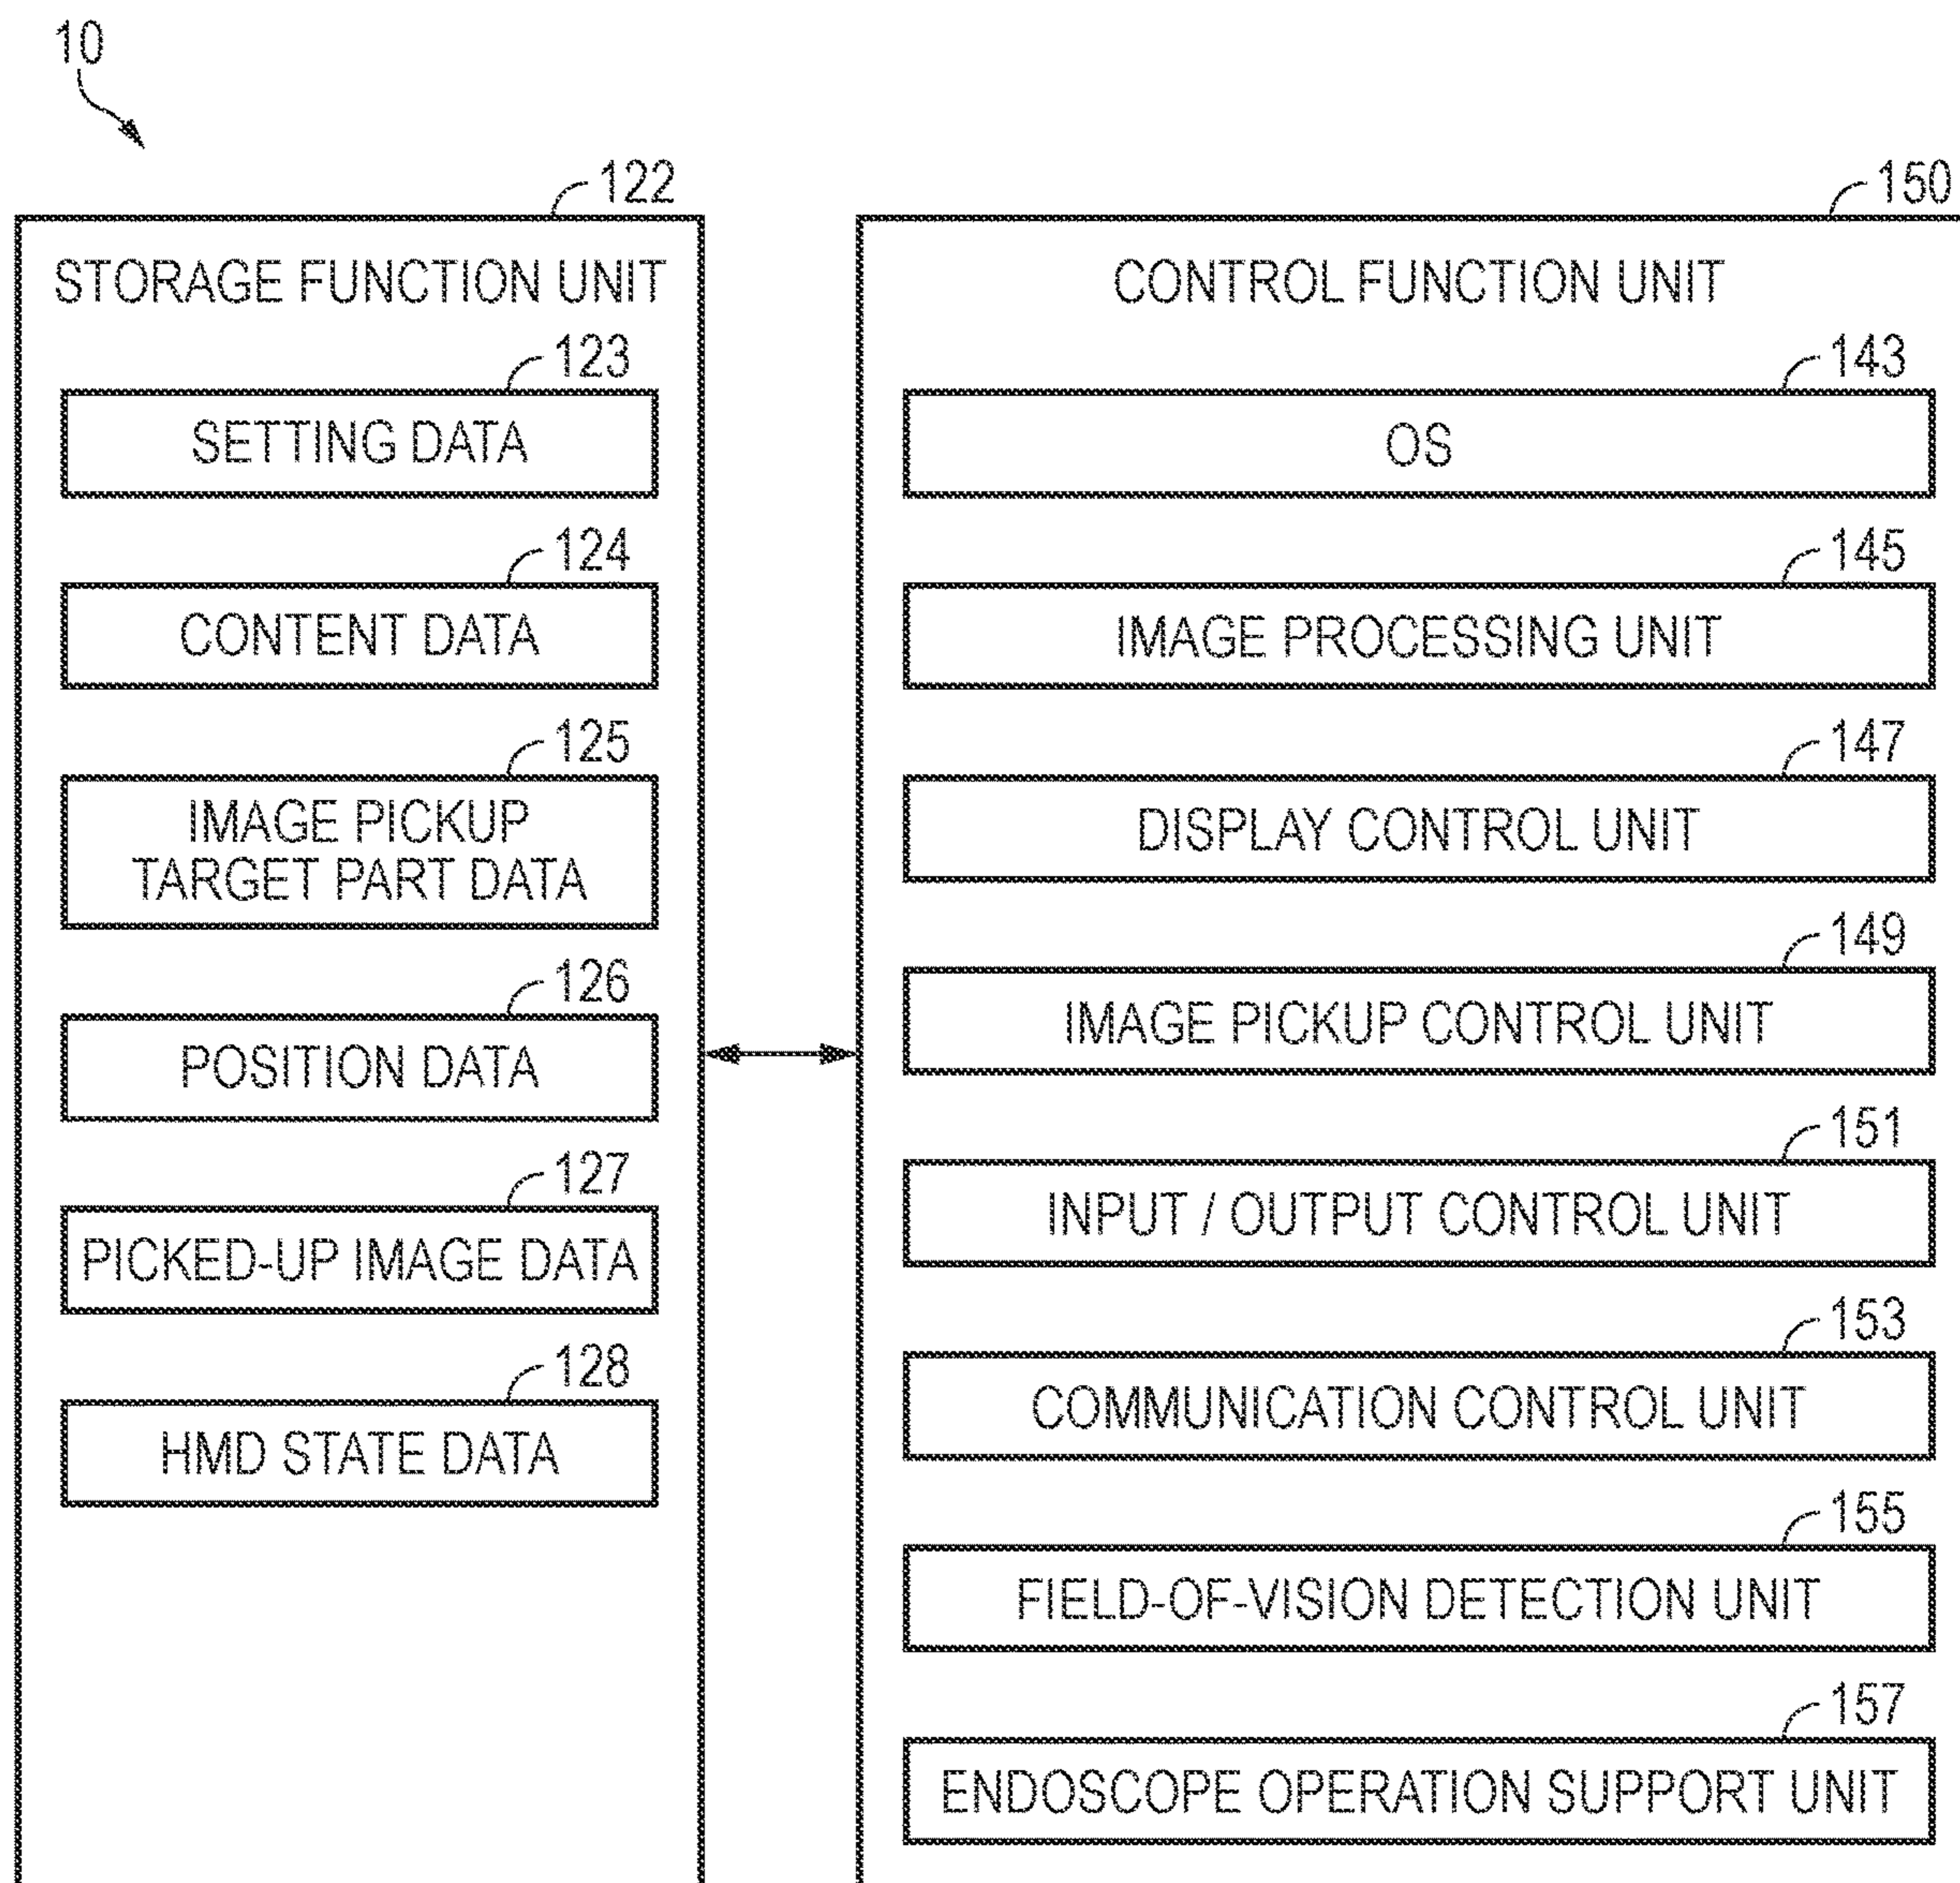 10
122
STORAGE FUNCTION UNIT
123
SETTING DATA
124
CONTENT DATA
125
IMAGE PICKUP
TARGET PART DATA
126
POSITION DATA
127
PICKED-UP IMAGE DATA
128
HMD STATE DATA
150
CONTROL FUNCTION UNIT
143
OS
145
IMAGE PROCESSING UNIT
147
DISPLAY CONTROL UNIT
149
IMAGE PICKUP CONTROL UNIT
151
INPUT / OUTPUT CONTROL UNIT
153
COMMUNICATION CONTROL UNIT
155
FIELD-OF-VISION DETECTION UNIT
157
ENDOSCOPE OPERATION SUPPORT UNIT